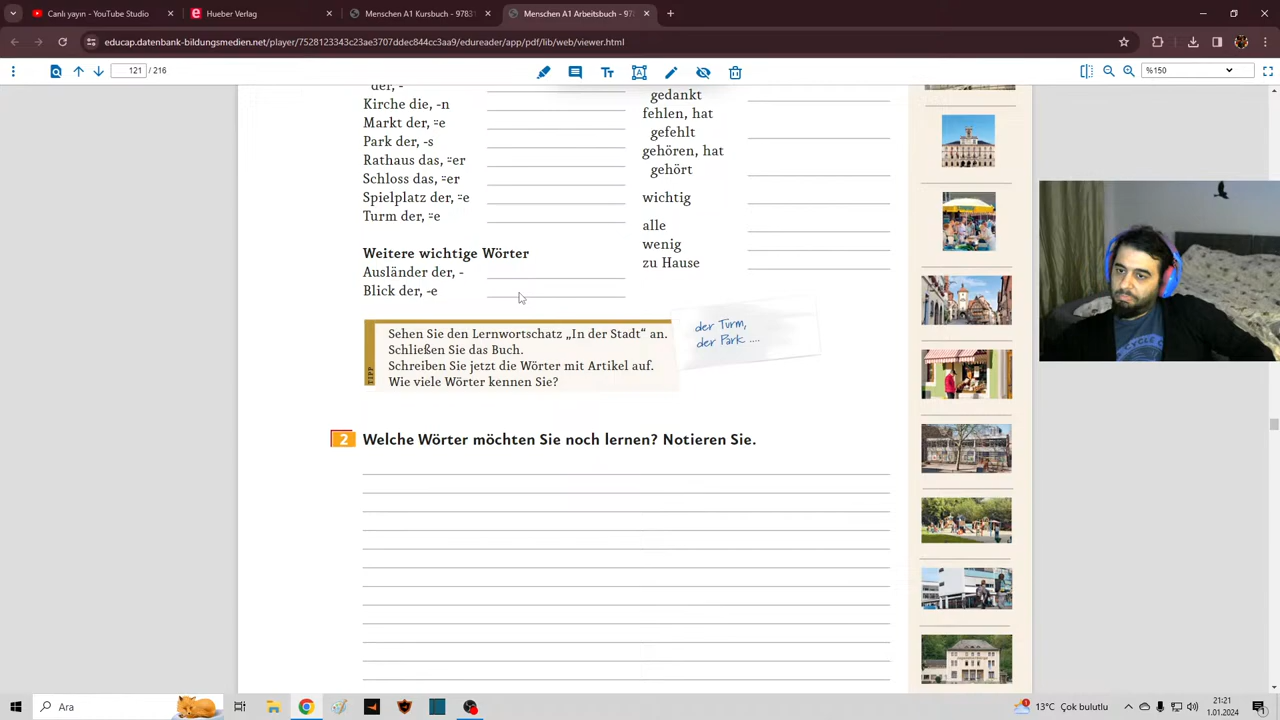 Canlı yayın - YouTube Studio
Hueber Verlag
Menschen A1 Kursbuch - 9783
Menschen A1 Arbeitsbuch - 978
educap.datenbank-bildungsmedien.net/player/7528123343c23ae3707ddec844cc3aa9/edureader/app/pdf/lib/web/viewer.html
121 / 216
%150
der, -
Kirche die, -n
Markt der, ⸚e
Park der, -s
Rathaus das, ⸚er
Schloss das, ⸚er
Spielplatz der, ⸚e
Turm der, ⸚e
Weitere wichtige Wörter
Ausländer der, -
Blick der, -e
gedankt
fehlen, hat
gefehlt
gehören, hat
gehört
wichtig
alle
wenig
zu Hause
TIPP
Sehen Sie den Lernwortschatz „In der Stadt“ an.
Schließen Sie das Buch.
Schreiben Sie jetzt die Wörter mit Artikel auf.
Wie viele Wörter kennen Sie?
der Turm,
der Park ....
2 Welche Wörter möchten Sie noch lernen? Notieren Sie.
Ara
13°C Çok bulutlu
21:21
1.01.2024